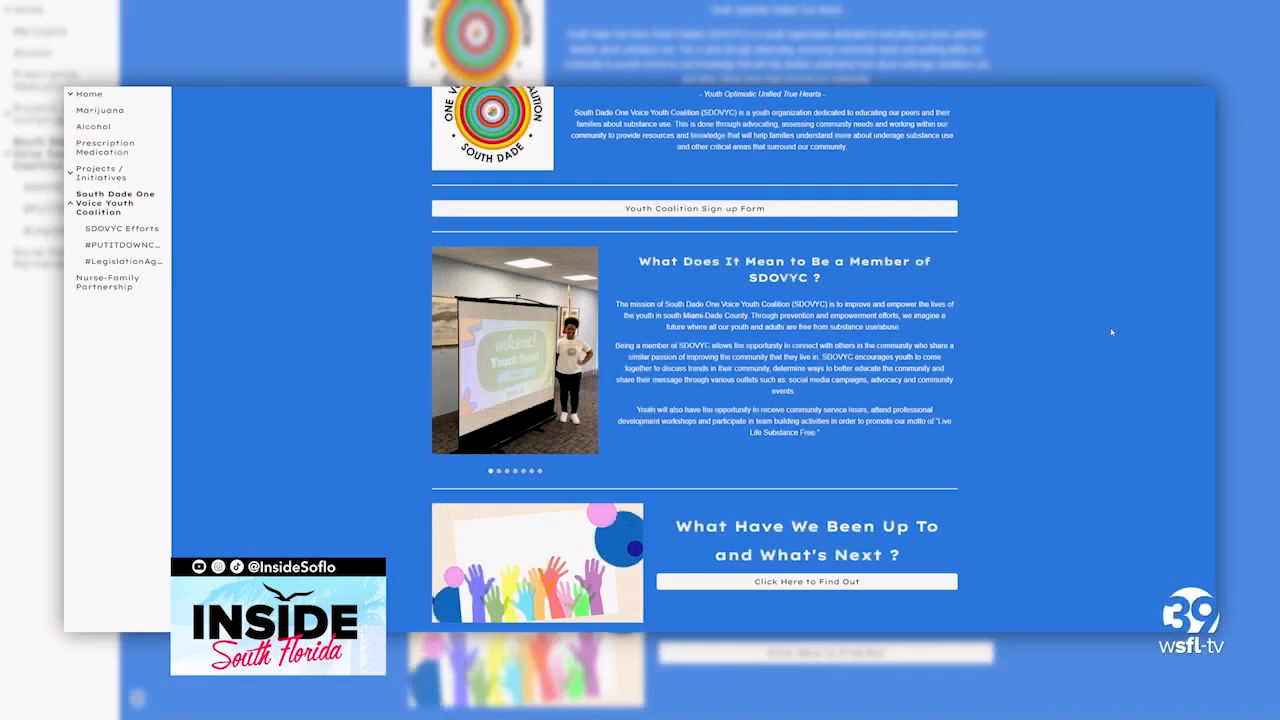 Home
Marijuana
Alcohol
Prescription
Medication
Projects /
Initiatives
South Dade One
Voice Youth
Coalition
SDOVYC Efforts
#PUTITDOWNC...
#LegislationAg...
Nurse-Family
Partnership
ONE VOICE YOUTH COALITION
SOUTH DADE
- Youth Optimistic Unified True Hearts -
South Dade One Voice Youth Coalition (SDOVYC) is a youth organization dedicated to educating our peers and their
families about substance use. This is done through advocating, assessing community needs and working within our
community to provide resources and knowledge that will help families understand more about underage substance use
and other critical areas that surround our community.
Youth Coalition Sign up Form
welcome!
What Does It Mean to Be a Member of
SDOVYC ?
The mission of South Dade One Voice Youth Coalition (SDOVYC) is to improve and empower the lives of
the youth in south Miami-Dade County. Through prevention and empowerment efforts, we imagine a
future where all our youth and adults are free from substance use/abuse.
Being a member of SDOVYC allows the opportunity to connect with others in the community who share a
similar passion of improving the community that they live in. SDOVYC encourages youth to come
together to discuss trends in their community, determine ways to better educate the community and
share their message through various outlets such as: social media campaigns, advocacy and community
events.
Youth will also have the opportunity to receive community service hours, attend professional
development workshops and participate in team building activities in order to promote our motto of "Live
Life Substance Free."
What Have We Been Up To
and What's Next ?
Click Here to Find Out
@InsideSoflo
INSIDE
South Florida
39
wsfl-tv